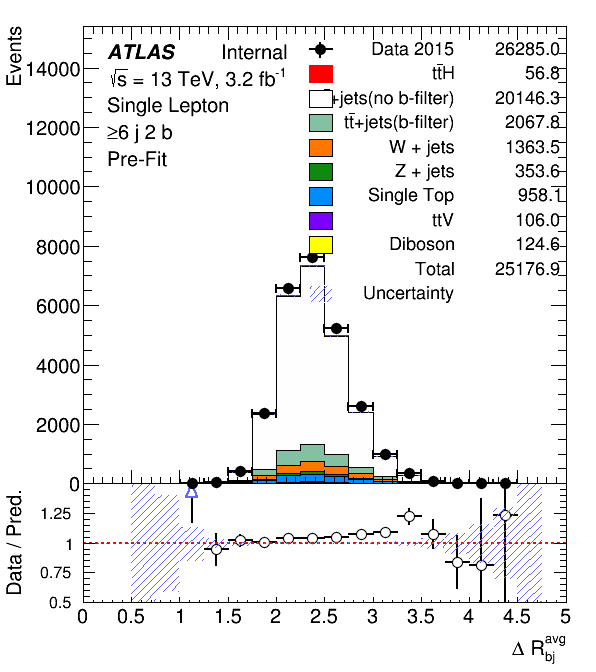 Events
14000
12000
10000
8000
6000
4000
2000
0
ATLAS Internal
√s = 13 TeV, 3.2 fb-1
Single Lepton
≥6 j 2 b
Pre-Fit
Data 2015 26285.0
tt̄H 56.8
+jets(no b-filter) 20146.3
tt̄+jets(b-filter) 2067.8
W + jets 1363.5
Z + jets 353.6
Single Top 958.1
ttV 106.0
Diboson 124.6
Total 25176.9
Uncertainty
Data / Pred.
1.25
1
0.75
0.5
0 0.5 1 1.5 2 2.5 3 3.5 4 4.5 5
Δ R avg bj